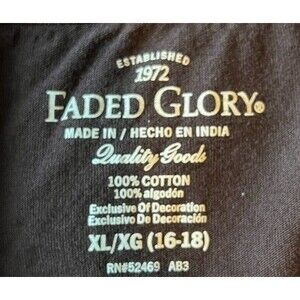 ESTABLISHED
1972
FADED GLORY®
MADE IN / HECHO EN INDIA
Quality Goods
100% COTTON
100% algodón
Exclusive Of Decoration
Exclusivo De Decoración
XL/XG (16-18)
RN#52469 AB3